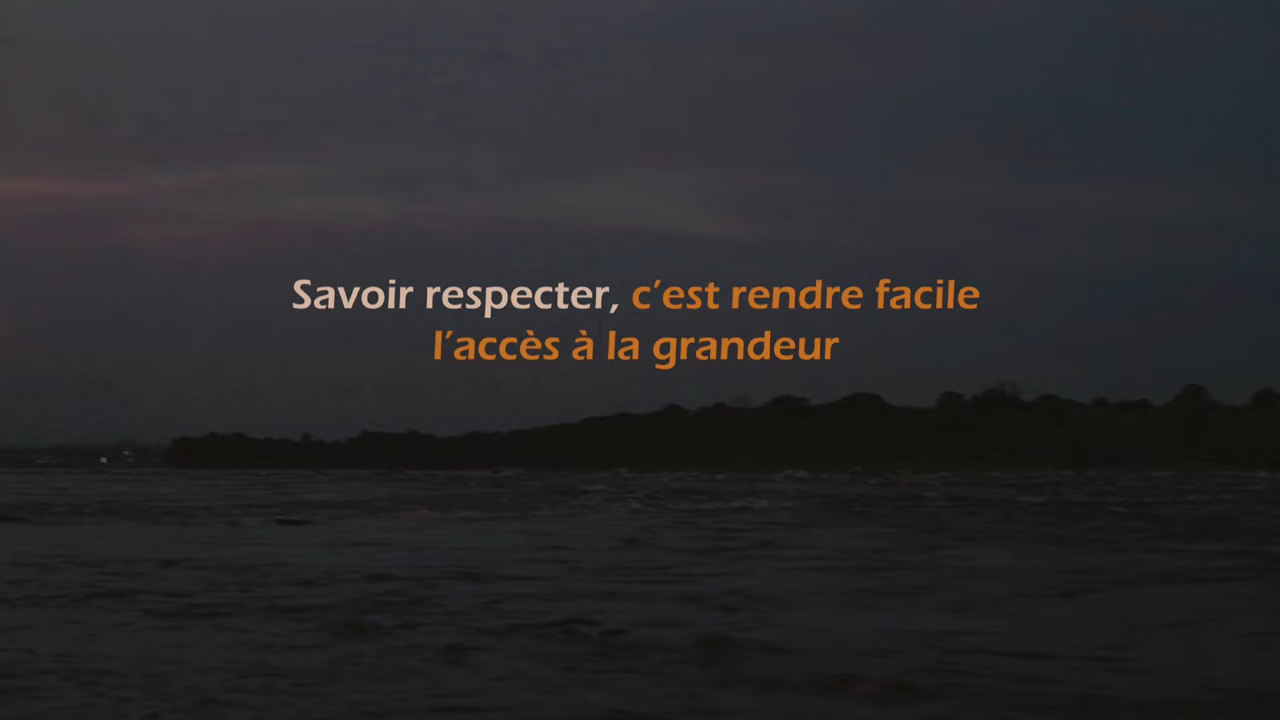 Savoir respecter, c’est rendre facile
l’accès à la grandeur